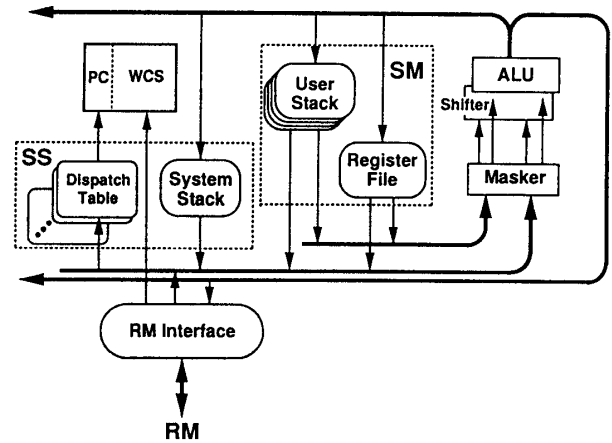 PC WCS
User
Stack
SM
ALU
Shifter
SS
Dispatch
Table
System
Stack
Register
File
Masker
RM Interface
RM